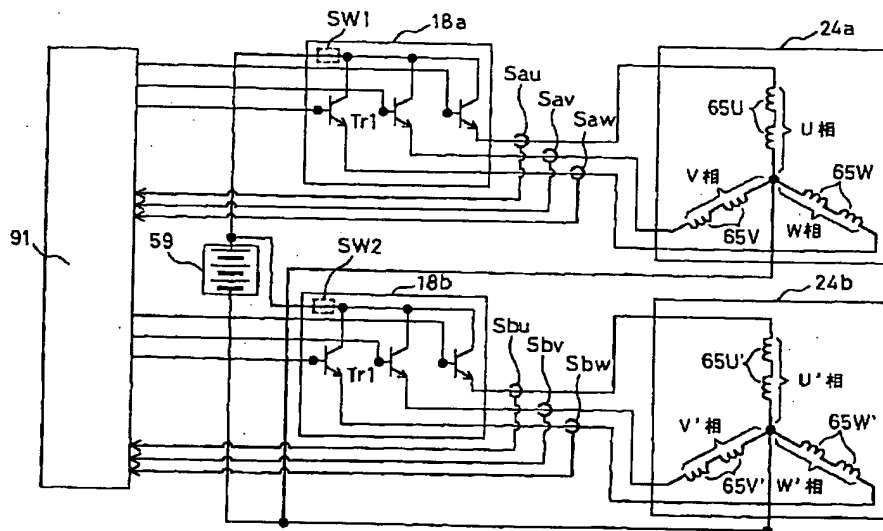 SW1
18a
24a
Sau
Sav
Saw
Tr1
65U
U相
V相
65W
65V
W相
91
59
SW2
18b
24b
Sbu
Sbv
Sbw
Tr1
65U'
U'相
V'相
65W'
65V'
W'相